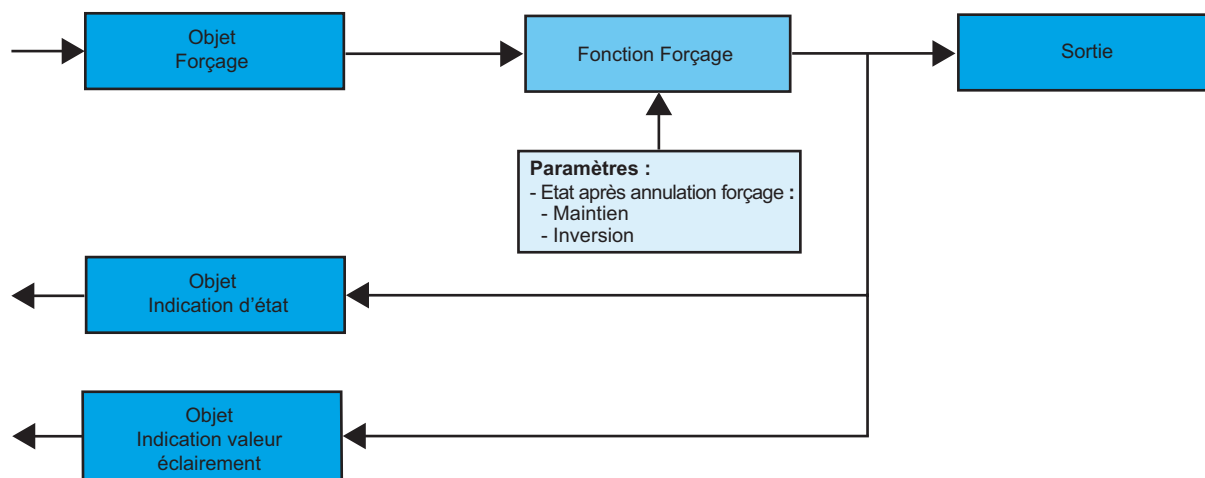 Objet
Forçage
Fonction Forçage
Sortie
Paramètres :
- Etat après annulation forçage :
- Maintien
- Inversion
Objet
Indication d’état
Objet
Indication valeur
éclairement